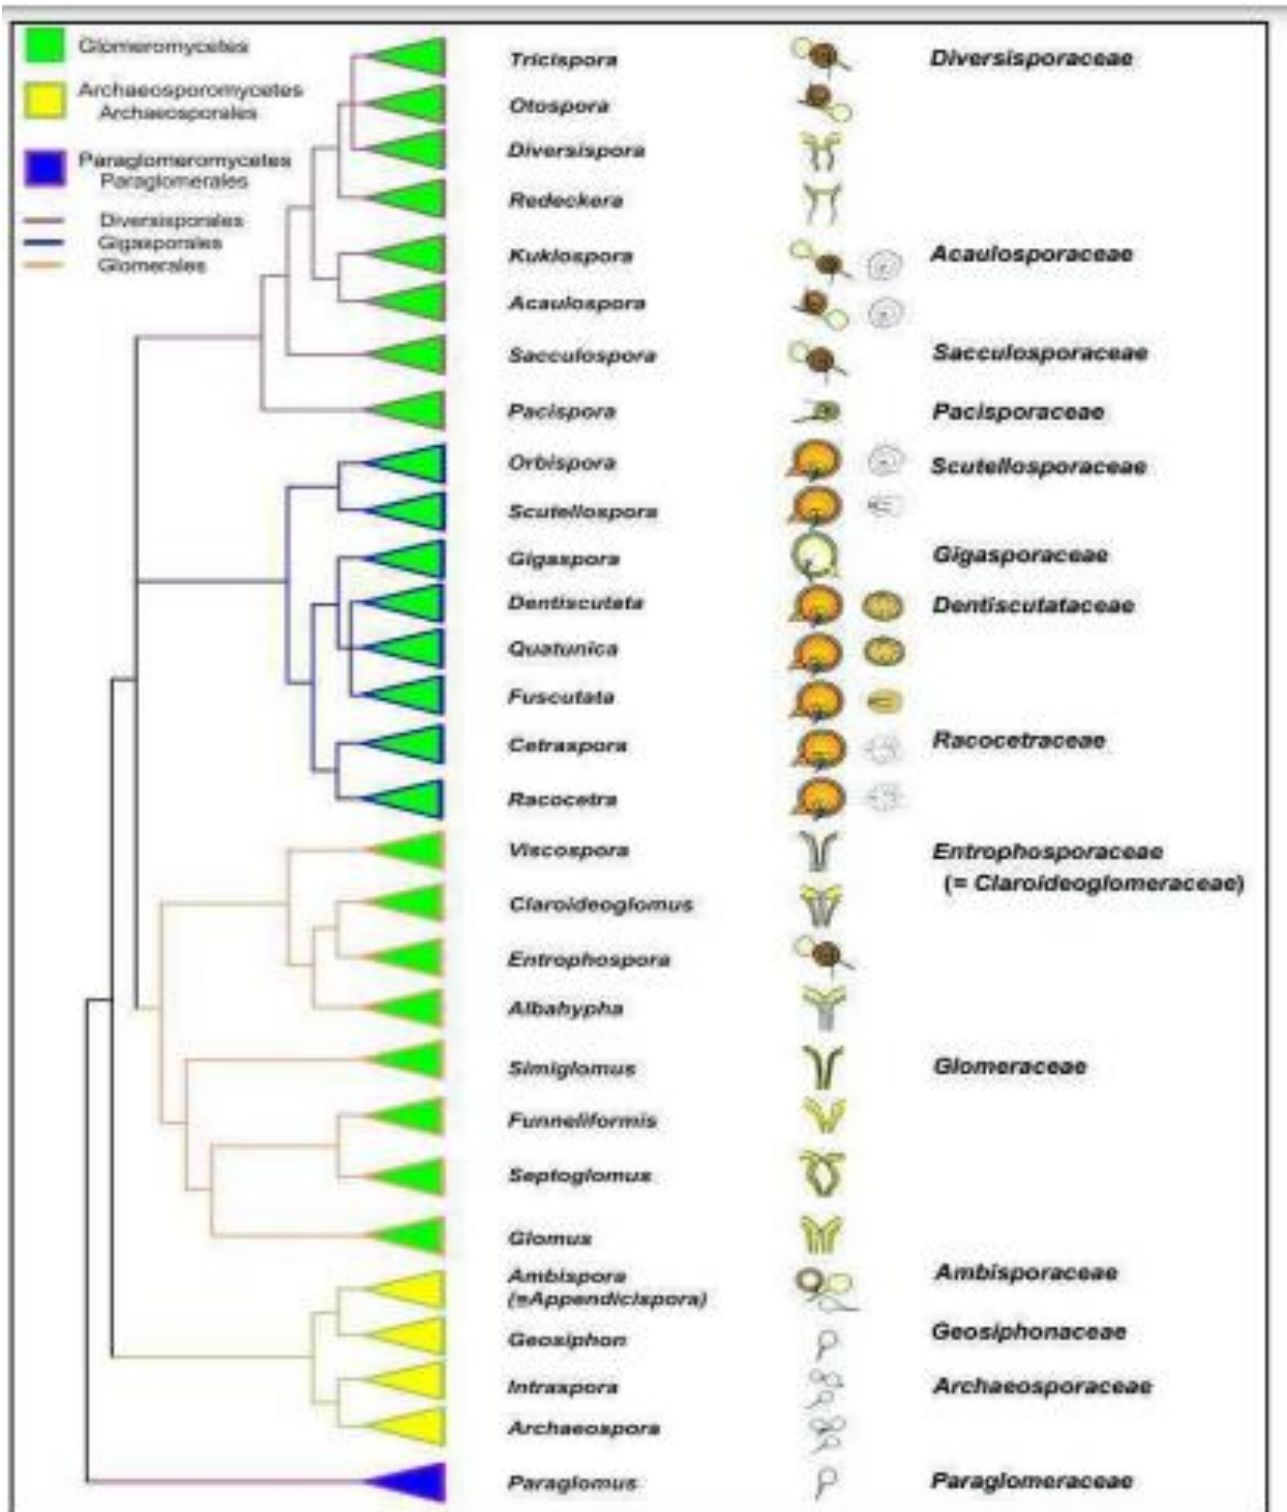 Glomeromycetes
Archaeosporomycetes
Archaeosporales
Paraglomeromycetes
Paraglomerales
Diversisporales
Gigasporales
Glomerales
Tricispora Diversisporaceae
Otospora
Diversispora
Redeckera
Kuklospora Acaulosporaceae
Acaulospora
Sacculospora Sacculosporaceae
Pacispora Pacisporaceae
Orbispora Scutellosporaceae
Scutellospora
Gigaspora Gigasporaceae
Dentiscutata Dentiscutataceae
Quatunica
Fuscutata
Cetraspora Racocetraceae
Racocetra
Viscospora Entrophosporaceae
(= Claroideoglomeraceae)
Claroideoglomus
Entrophospora
Albahypha
Simiglomus Glomeraceae
Funneliformis
Septoglomus
Glomus
Ambispora Ambisporaceae
(=Appendicispora)
Geosiphon Geosiphonaceae
Intraspora Archaeosporaceae
Archaeospora
Paraglomus Paraglomeraceae